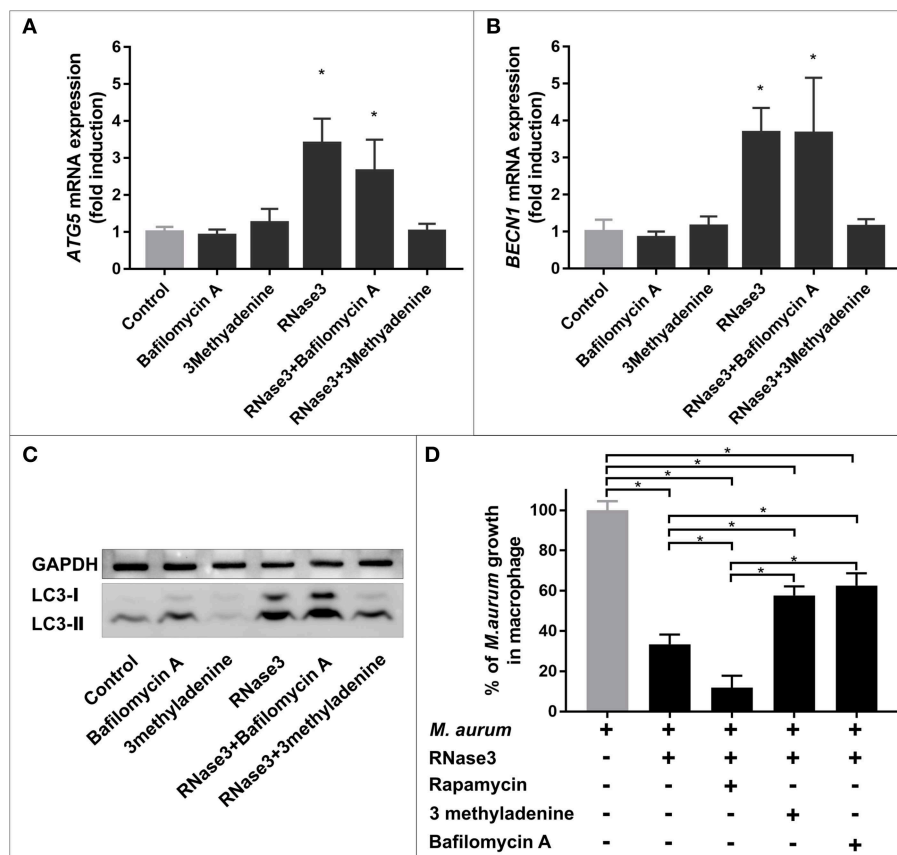 A
ATG5 mRNA expression
(fold induction)
6
5
4
3
2
1
0
*
*
Control
Bafilomycin A
3Methyadenine
RNase3
RNase3+Bafilomycin A
RNase3+3Methyadenine
B
BECN1 mRNA expression
(fold induction)
6
5
4
3
2
1
0
*
*
Control
Bafilomycin A
3Methyadenine
RNase3
RNase3+Bafilomycin A
RNase3+3Methyadenine
C
GAPDH
LC3-I
LC3-II
Control
Bafilomycin A
3methyladenine
RNase3
RNase3+Bafilomycin A
RNase3+3methyladenine
D
% of M.aurum growth
in macrophage
100
80
60
40
20
0
*
*
*
*
*
*
*
*
*
M. aurum + + + + +
RNase3 - + + + +
Rapamycin - - + - -
3 methyladenine - - - + -
Bafilomycin A - - - - +